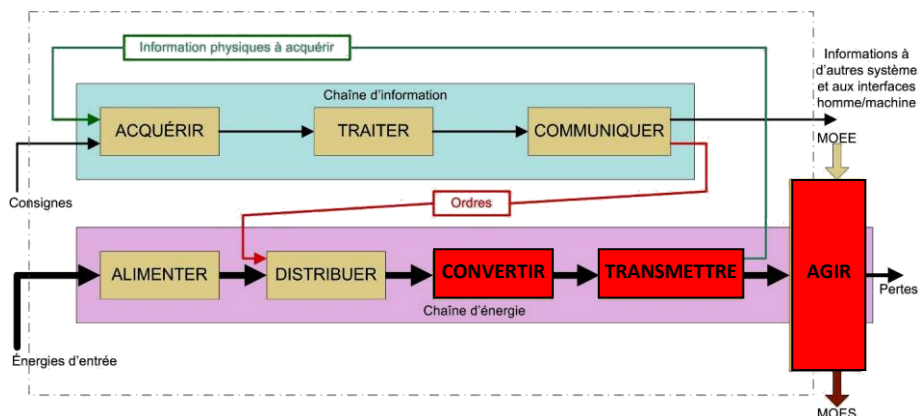 Information physiques à acquérir
Informations à
d'autres système
et aux interfaces
homme/machine
Chaîne d'information
ACQUÉRIR
TRAITER
COMMUNIQUER
MOEE
Consignes
Ordres
ALIMENTER
DISTRIBUER
CONVERTIR
TRANSMETTRE
AGIR
Pertes
Chaîne d'énergie
Énergies d'entrée
MOES